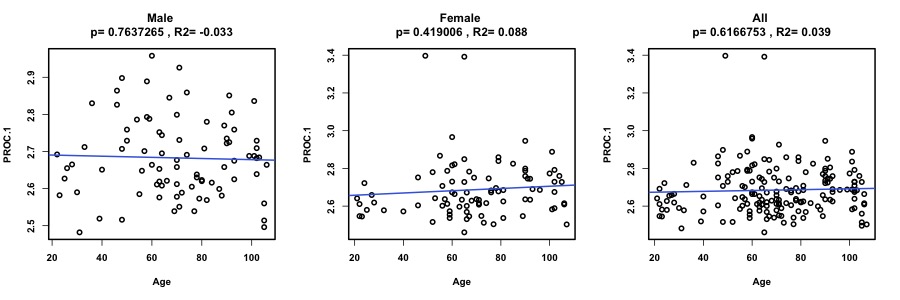 Male
p= 0.7637265 , R2= -0.033
PROC.1
2.9
2.8
2.7
2.6
2.5
20 40 60 80 100
Age
Female
p= 0.419006 , R2= 0.088
PROC.1
3.4
3.2
3.0
2.8
2.6
20 40 60 80 100
Age
All
p= 0.6166753 , R2= 0.039
PROC.1
3.4
3.2
3.0
2.8
2.6
20 40 60 80 100
Age